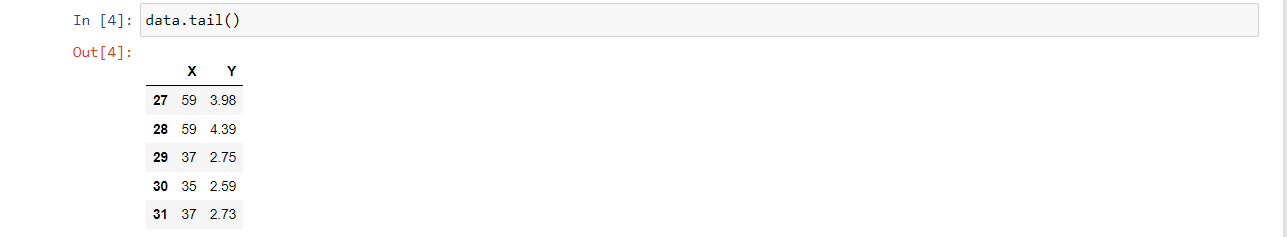 In [4]: data.tail()
Out[4]:
X Y
27 59 3.98
28 59 4.39
29 37 2.75
30 35 2.59
31 37 2.73